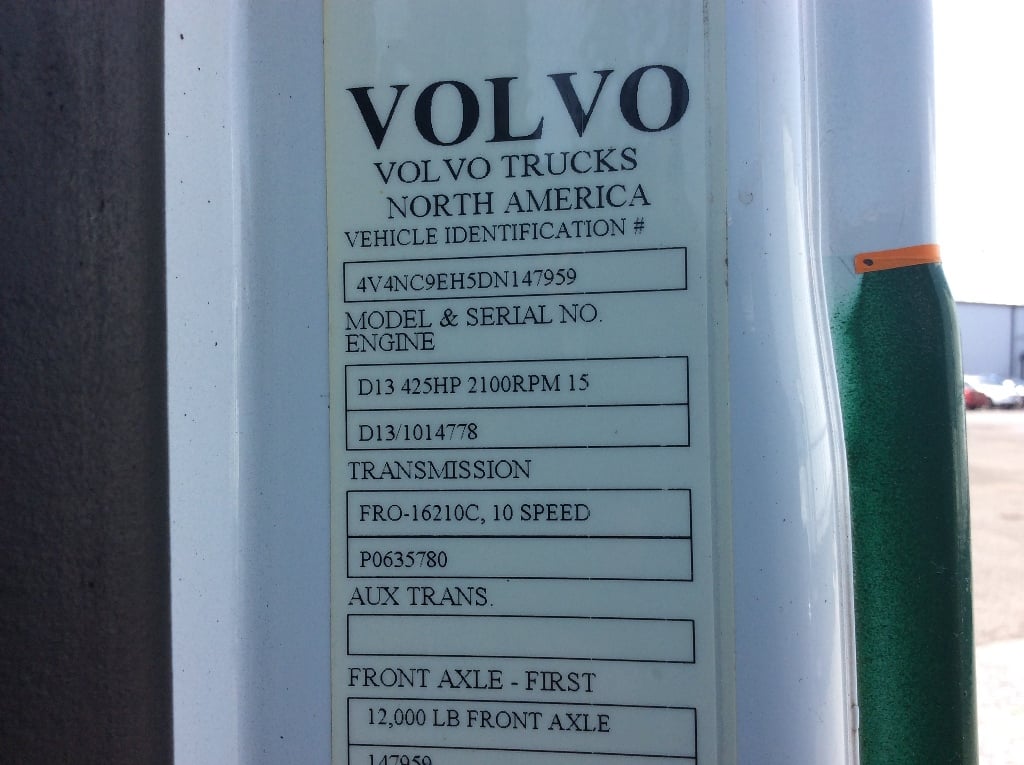 VOLVO
VOLVO TRUCKS
NORTH AMERICA
VEHICLE IDENTIFICATION #
4V4NC9EH5DN147959
MODEL & SERIAL NO.
ENGINE
D13 425HP 2100RPM 15
D13/1014778
TRANSMISSION
FRO-16210C, 10 SPEED
P0635780
AUX TRANS.
FRONT AXLE - FIRST
12,000 LB FRONT AXLE
147959